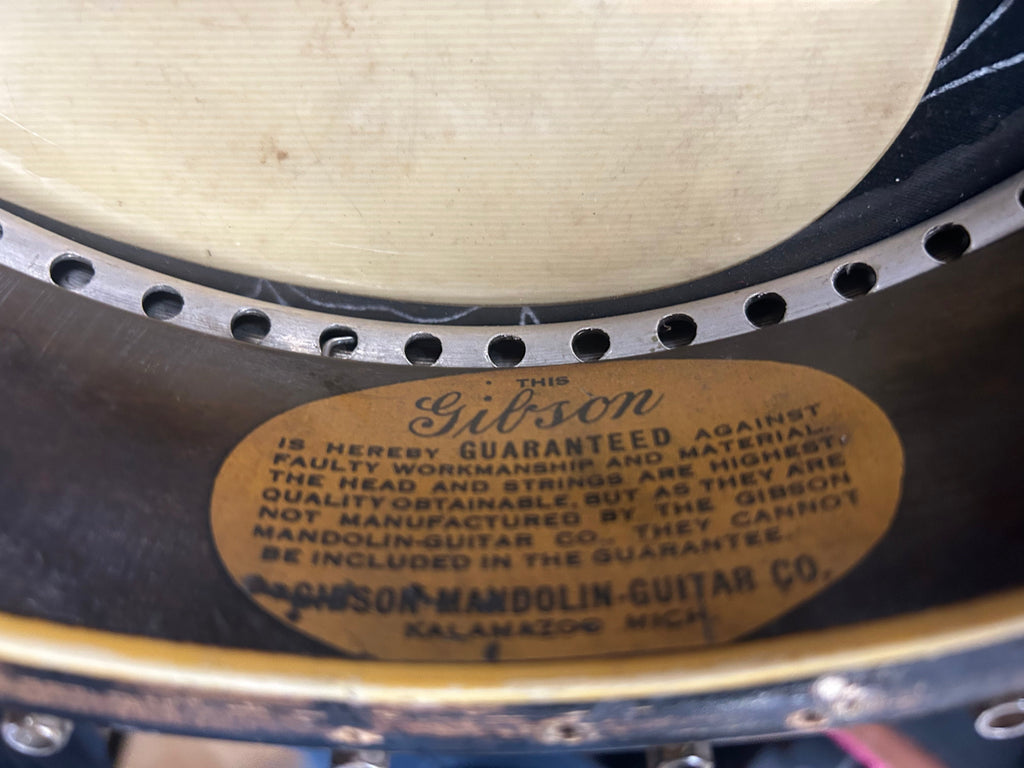 THIS
Gibson
IS HEREBY GUARANTEED AGAINST
FAULTY WORKMANSHIP AND MATERIAL.
THE HEAD AND STRINGS ARE HIGHEST
QUALITY OBTAINABLE, BUT AS THEY ARE
NOT MANUFACTURED BY THE GIBSON
MANDOLIN-GUITAR CO., THEY CANNOT
BE INCLUDED IN THE GUARANTEE.
GIBSON-MANDOLIN-GUITAR CO,
KALAMAZOO MICH.